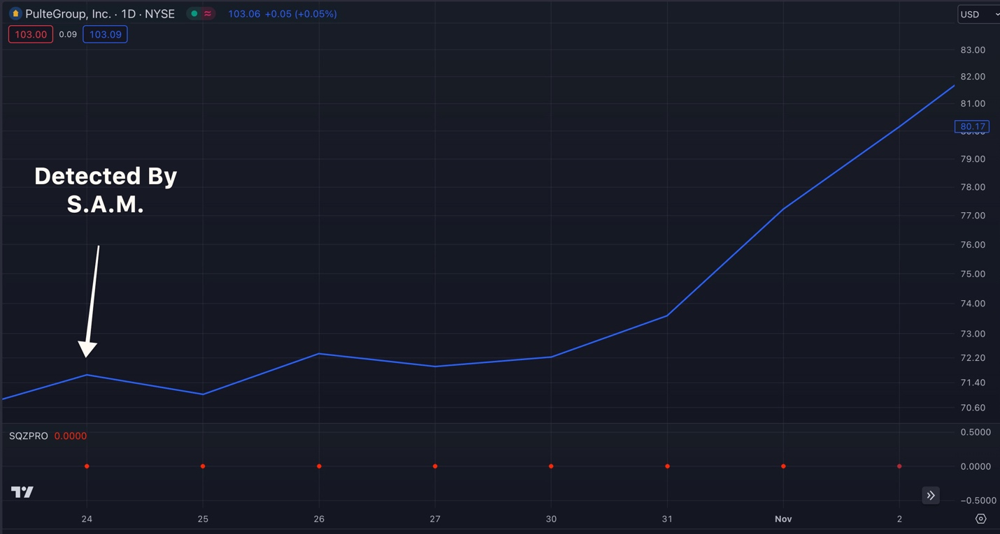 PulteGroup, Inc. · 1D · NYSE
103.06 +0.05 (+0.05%)
USD
103.00 0.09 103.09
83.00
82.00
81.00
80.17
79.00
78.00
77.00
76.00
75.00
74.00
73.00
72.20
71.40
70.60
Detected By
S.A.M.
SQZPRO 0.0000
0.5000
0.0000
−0.5000
24 25 26 27 30 31 Nov 2